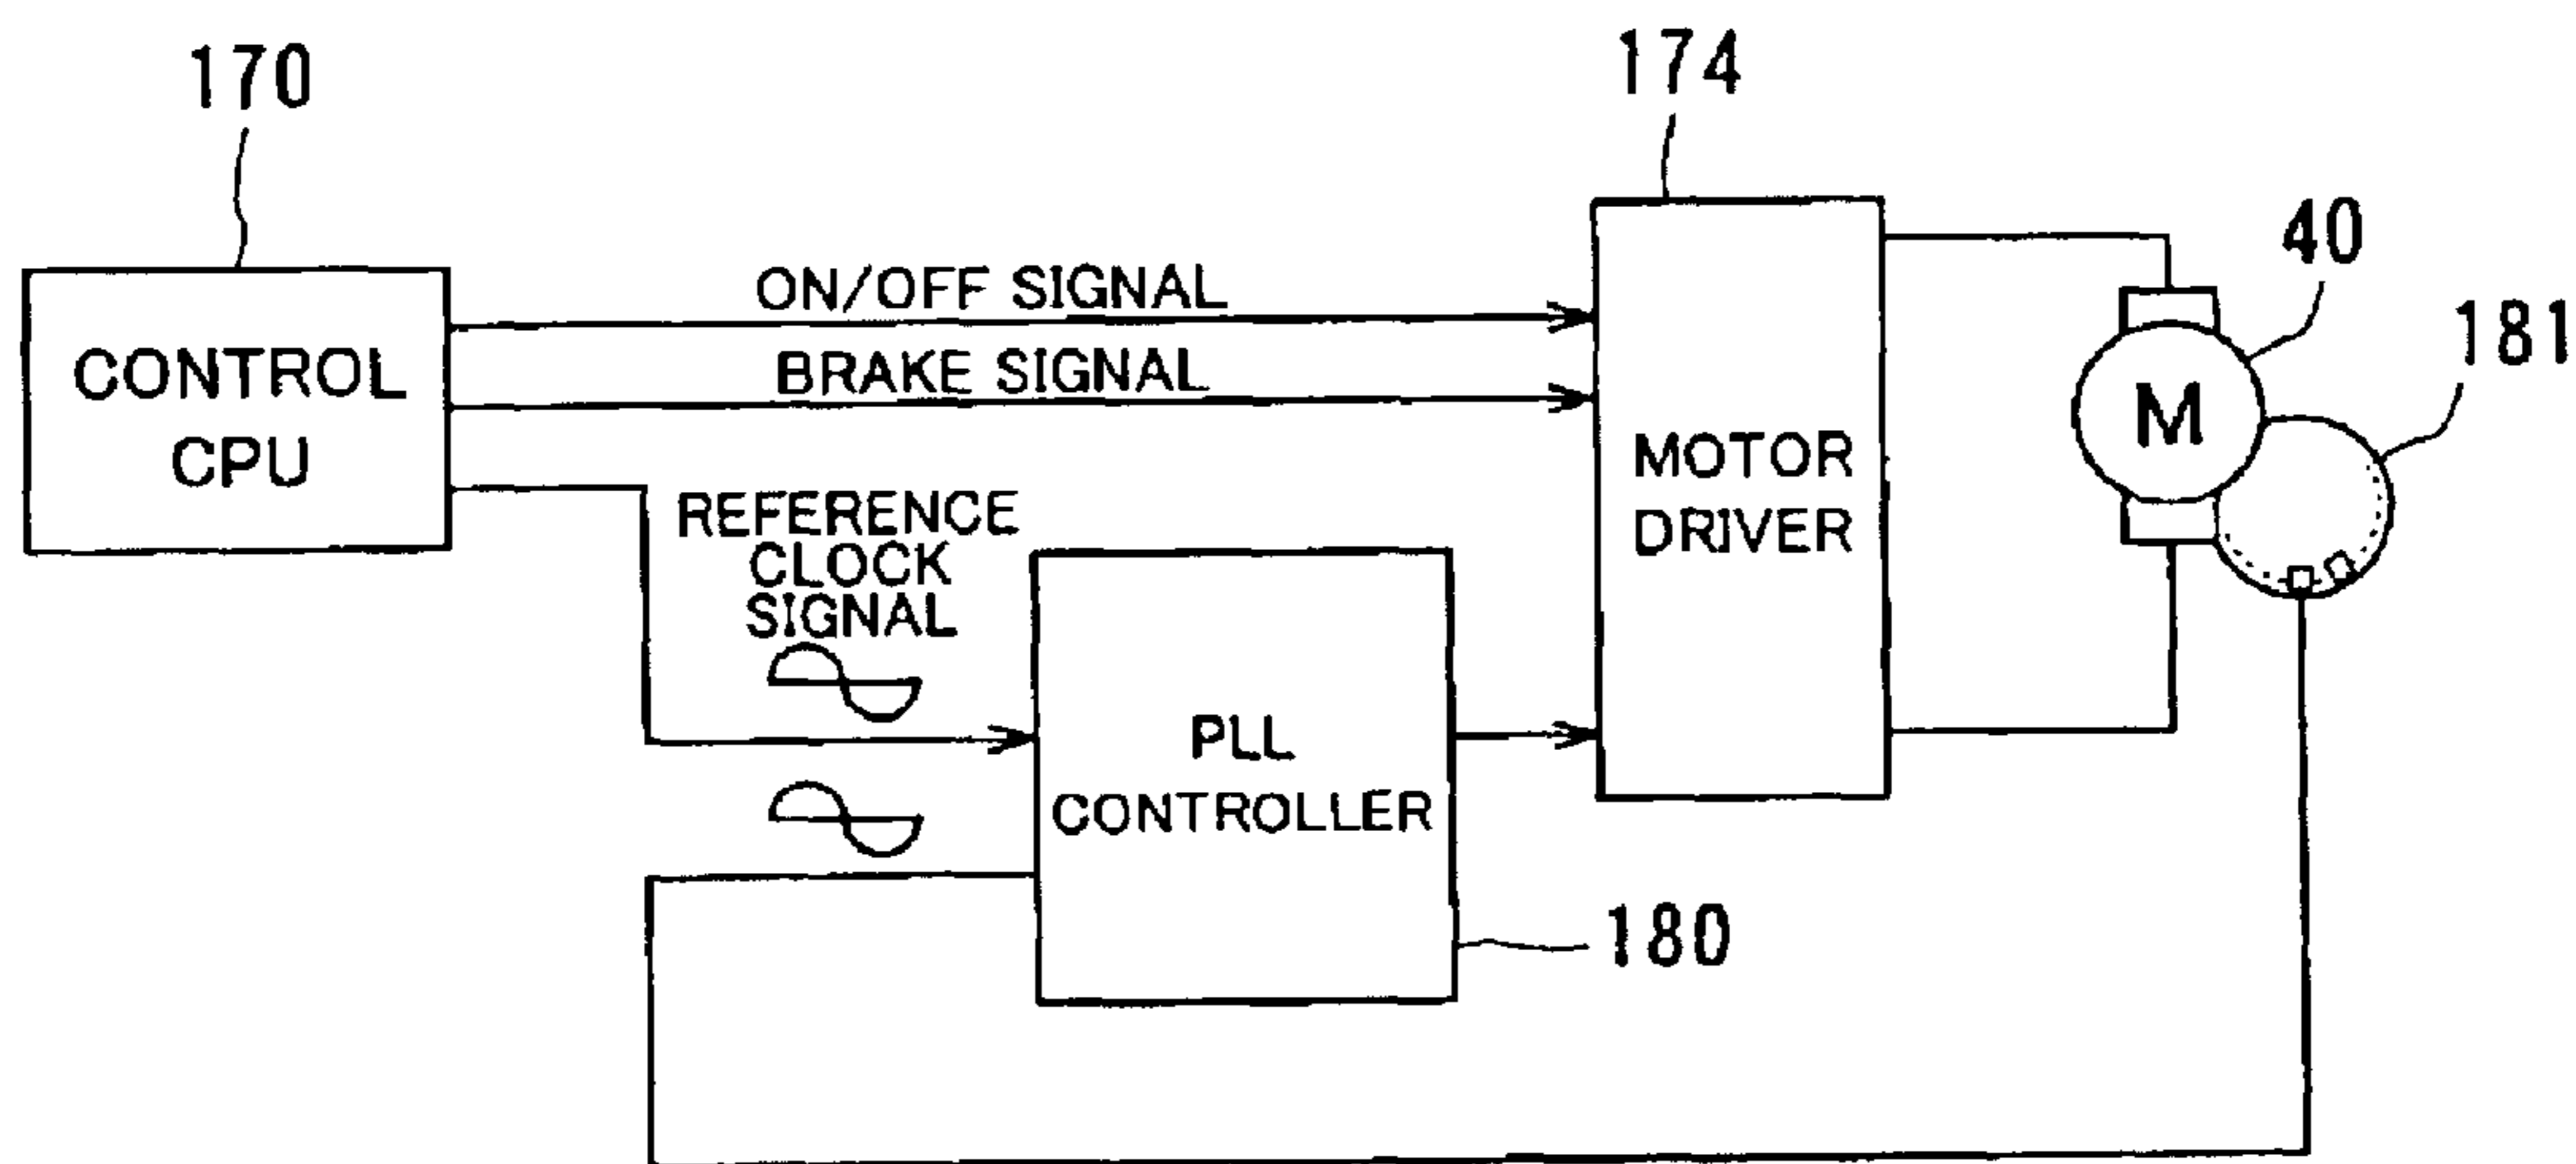 170
174
40
181
ON/OFF SIGNAL
BRAKE SIGNAL
CONTROL
CPU
REFERENCE
CLOCK
SIGNAL
MOTOR
DRIVER
M
PLL
CONTROLLER
180